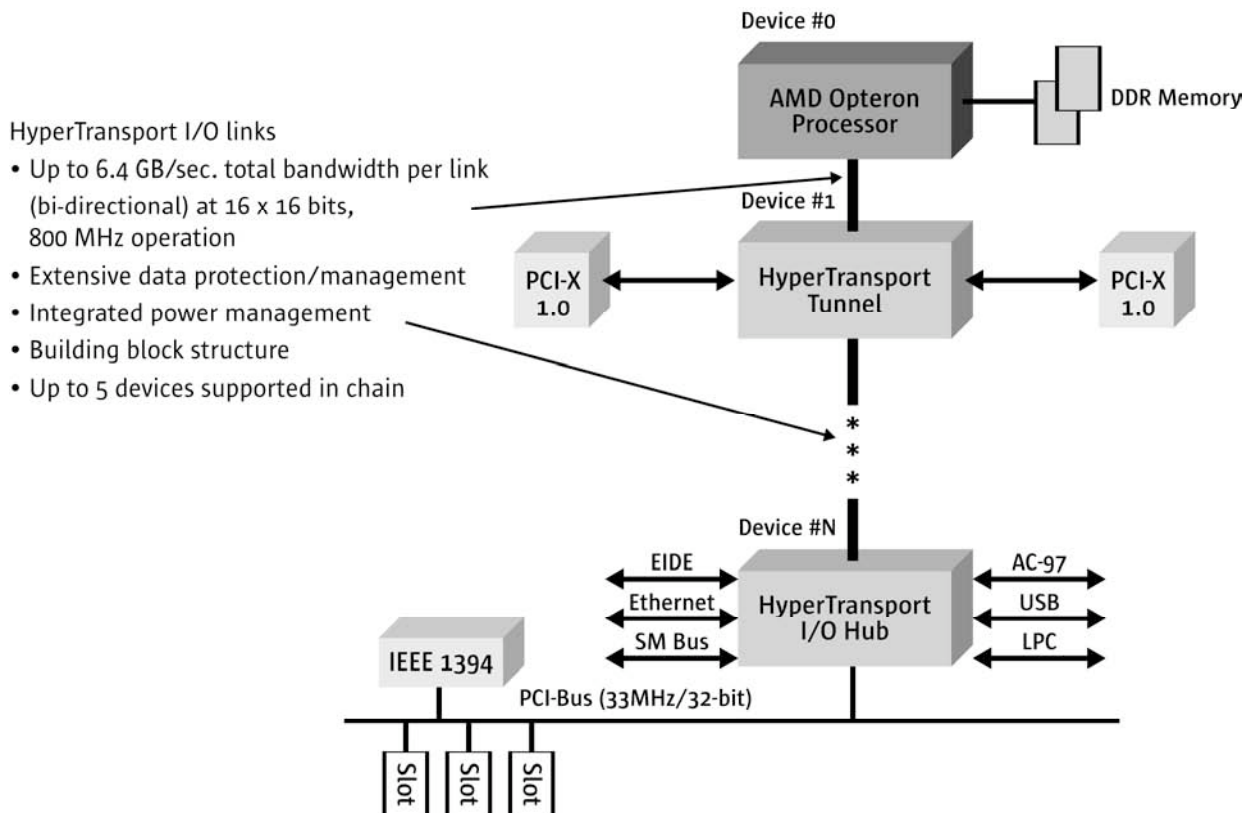 Device #0
AMD Opteron
Processor
DDR Memory
HyperTransport I/O links
• Up to 6.4 GB/sec. total bandwidth per link
(bi-directional) at 16 x 16 bits,
800 MHz operation
• Extensive data protection/management
• Integrated power management
• Building block structure
• Up to 5 devices supported in chain
Device #1
PCI-X
1.0
HyperTransport
Tunnel
PCI-X
1.0
*
*
*
Device #N
EIDE
Ethernet
SM Bus
HyperTransport
I/O Hub
AC-97
USB
LPC
IEEE 1394
PCI-Bus (33MHz/32-bit)
Slot
Slot
Slot